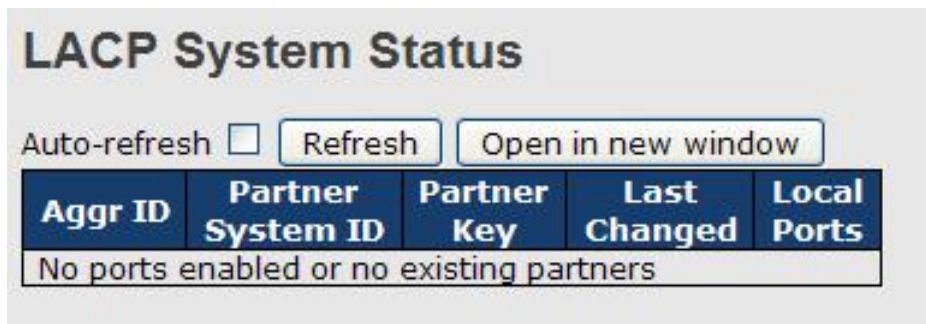 LACP System Status
Auto-refresh Refresh Open in new window
Aggr ID Partner System ID Partner Key Last Changed Local Ports
No ports enabled or no existing partners